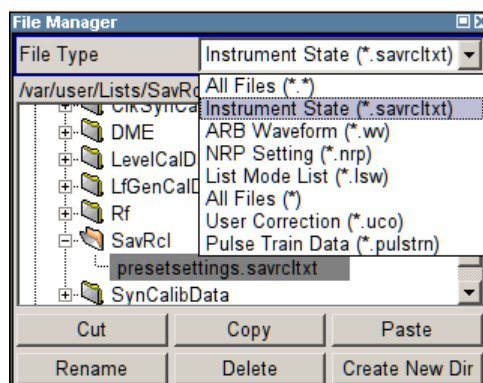 File Manager
File Type
Instrument State (*.savrcltxt)
/var/user/Lists/SavRc
All Files (*.*)
Instrument State (*.savrcltxt)
ARB Waveform (*.wv)
NRP Setting (*.nrp)
List Mode List (*.lsw)
All Files (*)
User Correction (*.uco)
Pulse Train Data (*.pulstrn)
ClkSynCa
DME
LevelCalD
LfGenCalD
Rf
SavRcl
presetsettings.savrcltxt
SynCalibData
Cut
Copy
Paste
Rename
Delete
Create New Dir